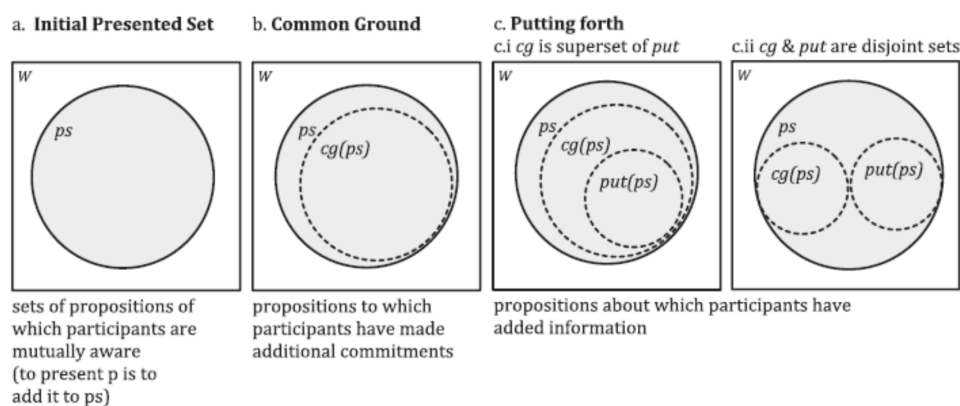 a. Initial Presented Set
b. Common Ground
c. Putting forth
c.i cg is superset of put
c.ii cg & put are disjoint sets
W
ps
W
ps
cg(ps)
W
ps
cg(ps)
put(ps)
W
ps
cg(ps)
put(ps)
sets of propositions of
which participants are
mutually aware
(to present p is to
add it to ps)
propositions to which
participants have made
additional commitments
propositions about which participants have
added information